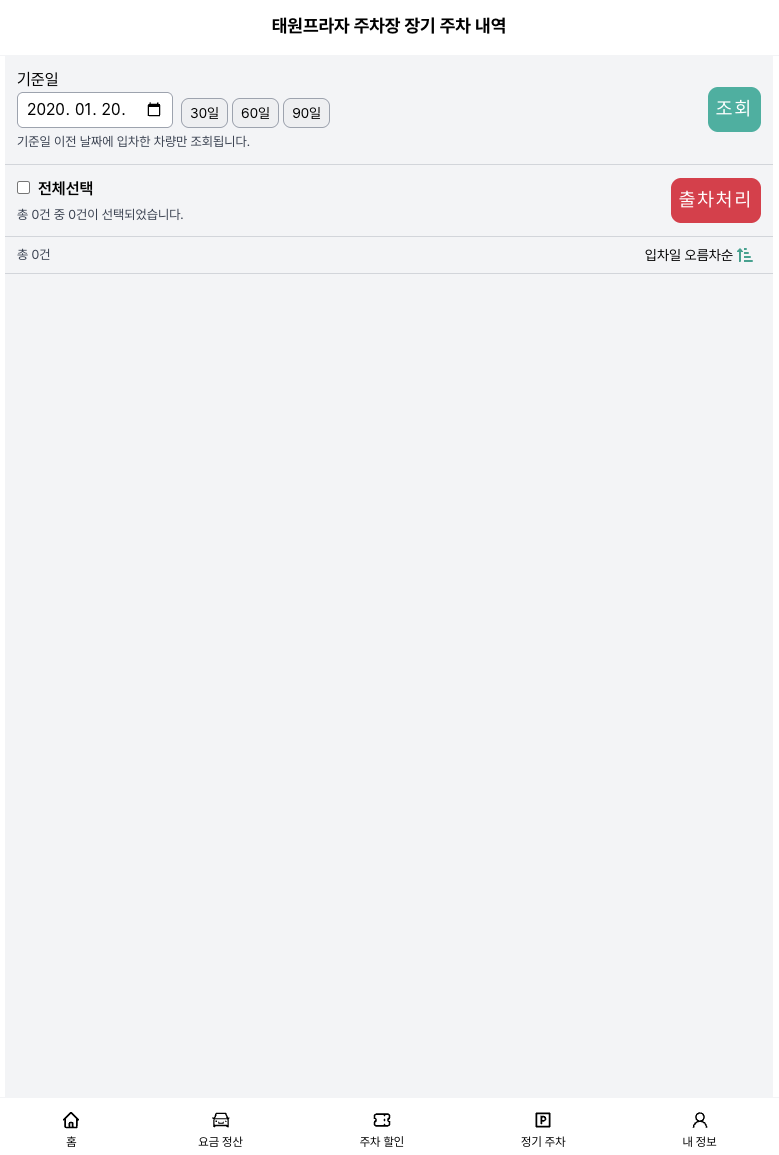 태원프라자 주차장 장기 주차 내역
기준일
2020. 01. 20. 30일 60일 90일
조회
기준일 이전 날짜에 입차한 차량만 조회됩니다.
전체선택
출차처리
총 0건 중 0건이 선택되었습니다.
총 0건 입차일 오름차순
P
홈 요금 정산 주차 할인 정기 주차 내 정보